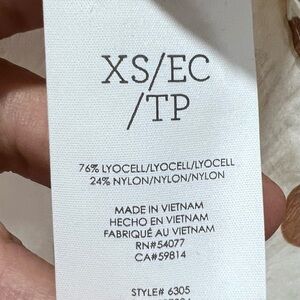 XS/EC
/TP
76% LYOCELL/LYOCELL/LYOCELL
24% NYLON/NYLON/NYLON
MADE IN VIETNAM
HECHO EN VIETNAM
FABRIQUÉ AU VIETNAM
RN#54077
CA#59814
STYLE# 6305